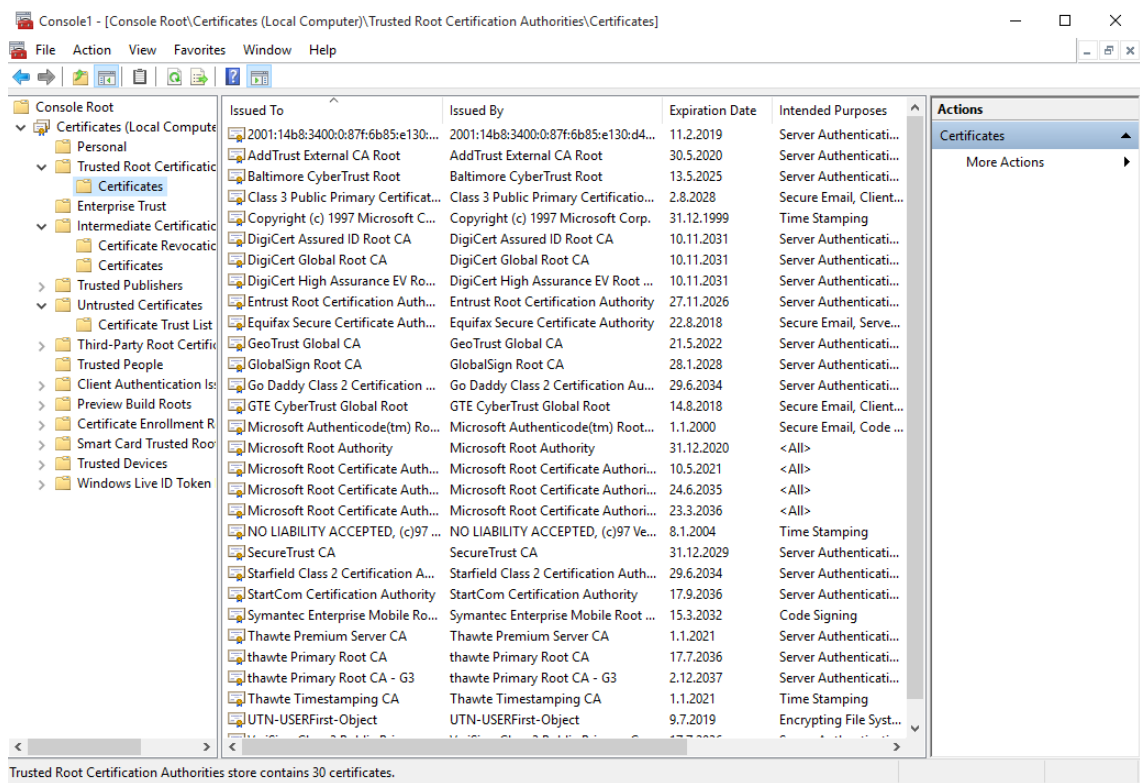 Console1 - [Console Root\Certificates (Local Computer)\Trusted Root Certification Authorities\Certificates]
File Action View Favorites Window Help
Console Root
Certificates (Local Compute
Personal
Trusted Root Certificatic
Certificates
Enterprise Trust
Intermediate Certificatic
Certificate Revocatic
Certificates
Trusted Publishers
Untrusted Certificates
Certificate Trust List
Third-Party Root Certific
Trusted People
Client Authentication Is
Preview Build Roots
Certificate Enrollment R
Smart Card Trusted Roo
Trusted Devices
Windows Live ID Token
Issued To Issued By Expiration Date Intended Purposes
2001:14b8:3400:0:87f:6b85:e130:... 2001:14b8:3400:0:87f:6b85:e130:d4... 11.2.2019 Server Authenticati...
AddTrust External CA Root AddTrust External CA Root 30.5.2020 Server Authenticati...
Baltimore CyberTrust Root Baltimore CyberTrust Root 13.5.2025 Server Authenticati...
Class 3 Public Primary Certificat... Class 3 Public Primary Certificatio... 2.8.2028 Secure Email, Client...
Copyright (c) 1997 Microsoft C... Copyright (c) 1997 Microsoft Corp. 31.12.1999 Time Stamping
DigiCert Assured ID Root CA DigiCert Assured ID Root CA 10.11.2031 Server Authenticati...
DigiCert Global Root CA DigiCert Global Root CA 10.11.2031 Server Authenticati...
DigiCert High Assurance EV Ro... DigiCert High Assurance EV Root ... 10.11.2031 Server Authenticati...
Entrust Root Certification Auth... Entrust Root Certification Authority 27.11.2026 Server Authenticati...
Equifax Secure Certificate Auth... Equifax Secure Certificate Authority 22.8.2018 Secure Email, Serve...
GeoTrust Global CA GeoTrust Global CA 21.5.2022 Server Authenticati...
GlobalSign Root CA GlobalSign Root CA 28.1.2028 Server Authenticati...
Go Daddy Class 2 Certification ... Go Daddy Class 2 Certification Au... 29.6.2034 Server Authenticati...
GTE CyberTrust Global Root GTE CyberTrust Global Root 14.8.2018 Secure Email, Client...
Microsoft Authenticode(tm) Ro... Microsoft Authenticode(tm) Root... 1.1.2000 Secure Email, Code ...
Microsoft Root Authority Microsoft Root Authority 31.12.2020 <All>
Microsoft Root Certificate Auth... Microsoft Root Certificate Authori... 10.5.2021 <All>
Microsoft Root Certificate Auth... Microsoft Root Certificate Authori... 24.6.2035 <All>
Microsoft Root Certificate Auth... Microsoft Root Certificate Authori... 23.3.2036 <All>
NO LIABILITY ACCEPTED, (c)97 ... NO LIABILITY ACCEPTED, (c)97 Ve... 8.1.2004 Time Stamping
SecureTrust CA SecureTrust CA 31.12.2029 Server Authenticati...
Starfield Class 2 Certification A... Starfield Class 2 Certification Auth... 29.6.2034 Server Authenticati...
StartCom Certification Authority StartCom Certification Authority 17.9.2036 Server Authenticati...
Symantec Enterprise Mobile Ro... Symantec Enterprise Mobile Root ... 15.3.2032 Code Signing
Thawte Premium Server CA Thawte Premium Server CA 1.1.2021 Server Authenticati...
thawte Primary Root CA thawte Primary Root CA 17.7.2036 Server Authenticati...
thawte Primary Root CA - G3 thawte Primary Root CA - G3 2.12.2037 Server Authenticati...
Thawte Timestamping CA Thawte Timestamping CA 1.1.2021 Time Stamping
UTN-USERFirst-Object UTN-USERFirst-Object 9.7.2019 Encrypting File Syst...
Actions
Certificates
More Actions
Trusted Root Certification Authorities store contains 30 certificates.